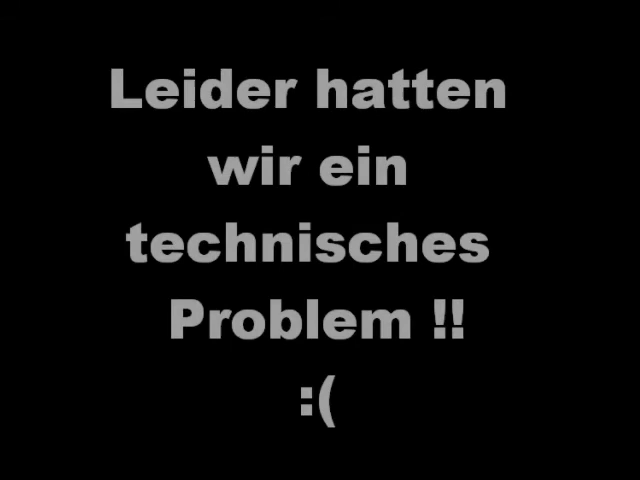 Leider hatten
wir ein
technisches
Problem !!
:(